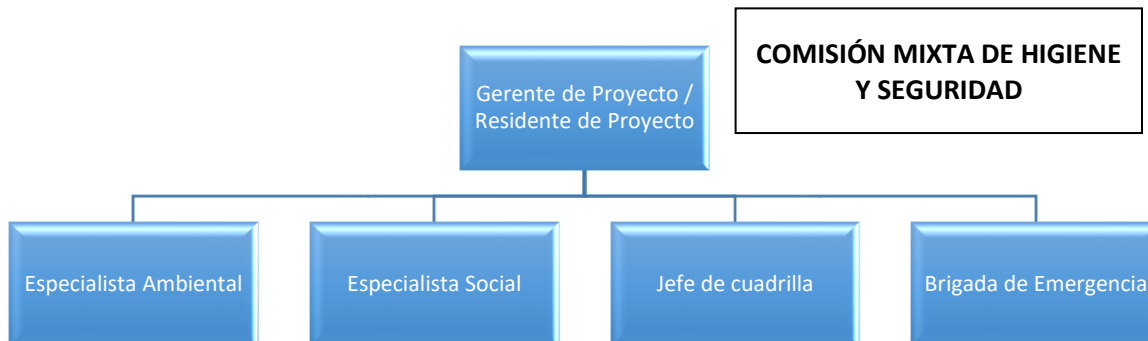 COMISIÓN MIXTA DE HIGIENE
Y SEGURIDAD
Gerente de Proyecto /
Residente de Proyecto
Especialista Ambiental
Especialista Social
Jefe de cuadrilla
Brigada de Emergencia